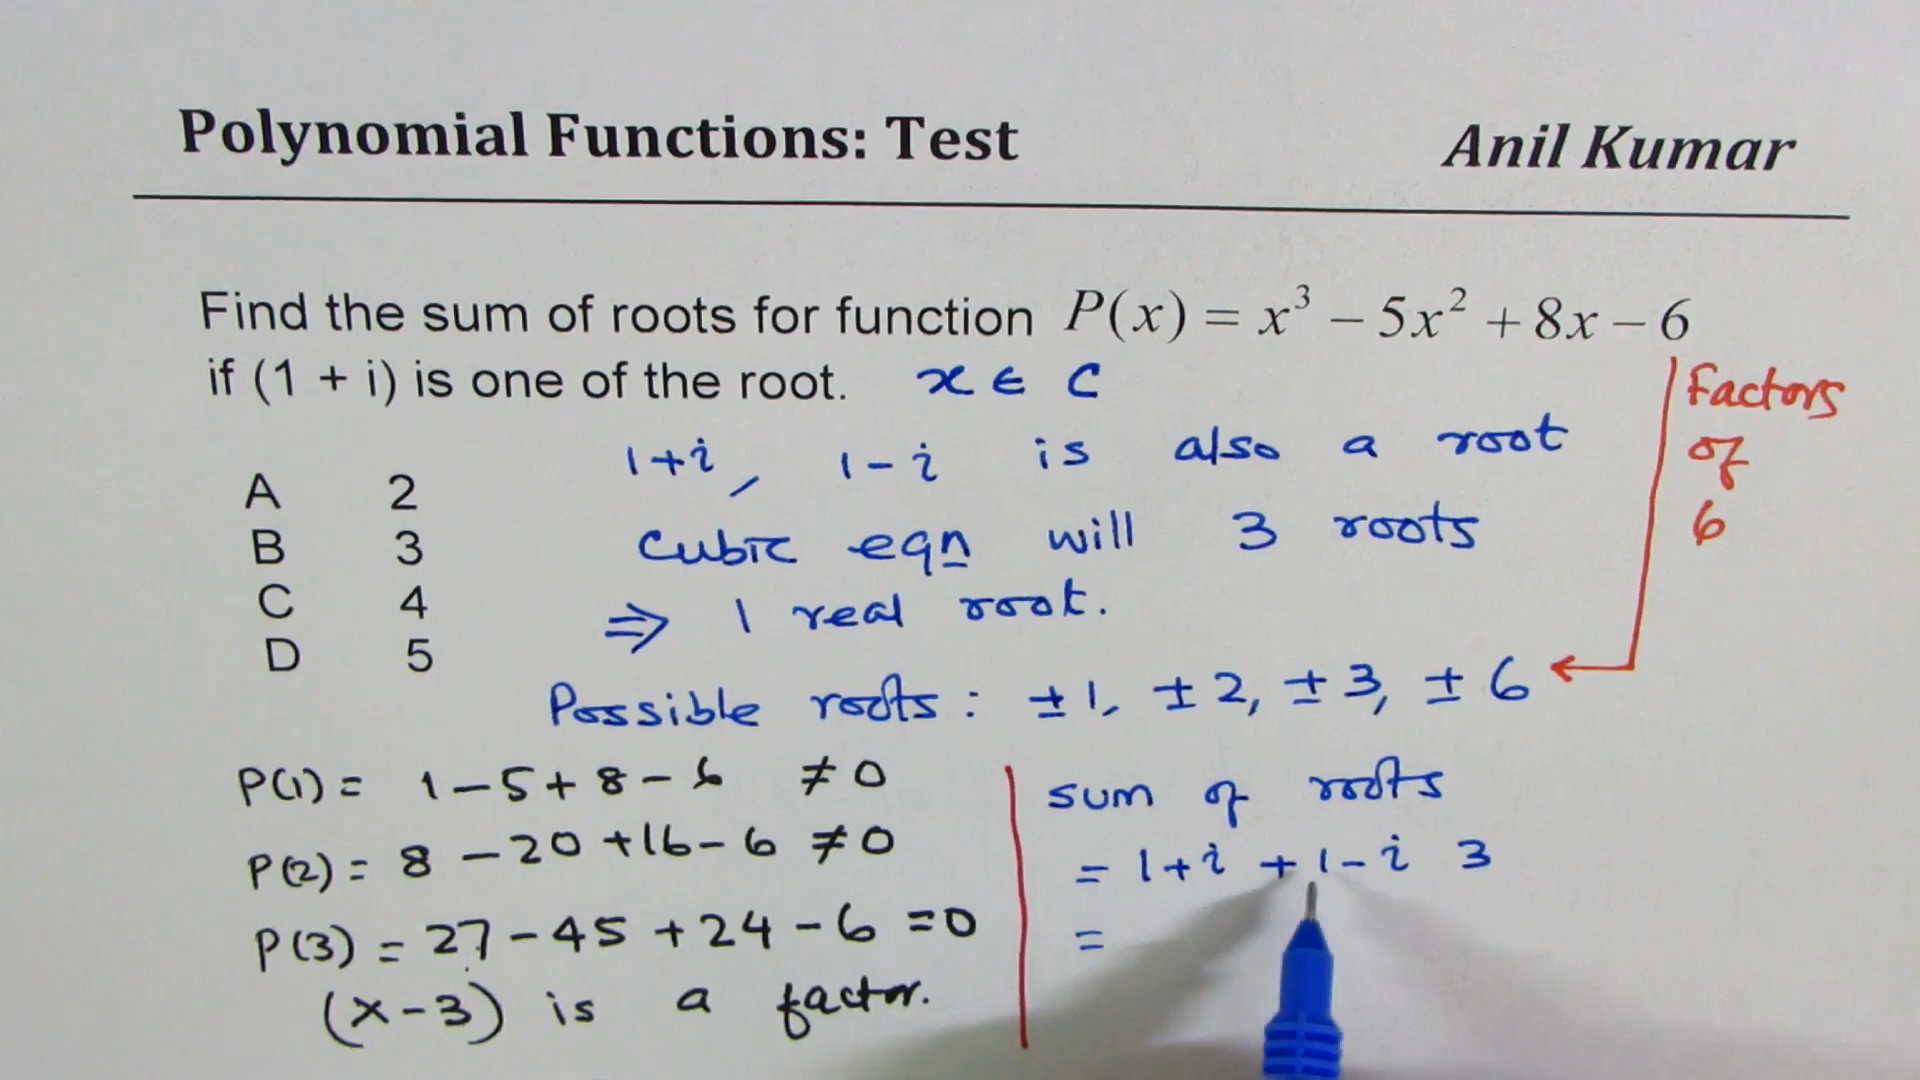 Polynomial Functions: Test Anil Kumar
Find the sum of roots for function P(x) = x³ – 5x² + 8x – 6
if (1 + i) is one of the root. x ∈ C
Factors
of
6
1+i, 1-i is also a root
A 2
B 3
C 4
D 5
cubic eqn will 3 roots
⇒ 1 real root.
Possible roots : ±1, ±2, ±3, ±6
P(1) = 1-5+8-6 ≠0
P(2) = 8 -20 +16-6 ≠0
P(3) = 27-45 +24 -6 =0
(x-3) is a factor.
sum of roots
= 1+i +1-i 3
=